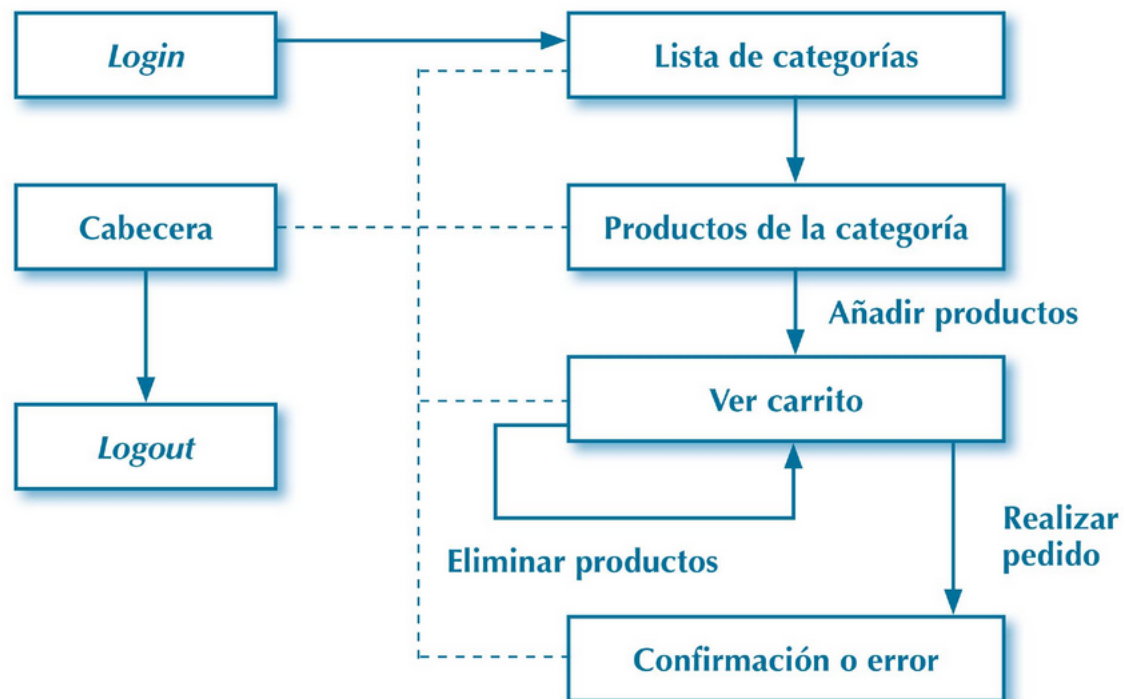 Login
Lista de categorías
Cabecera
Productos de la categoría
Añadir productos
Ver carrito
Logout
Realizar
pedido
Eliminar productos
Confirmación o error